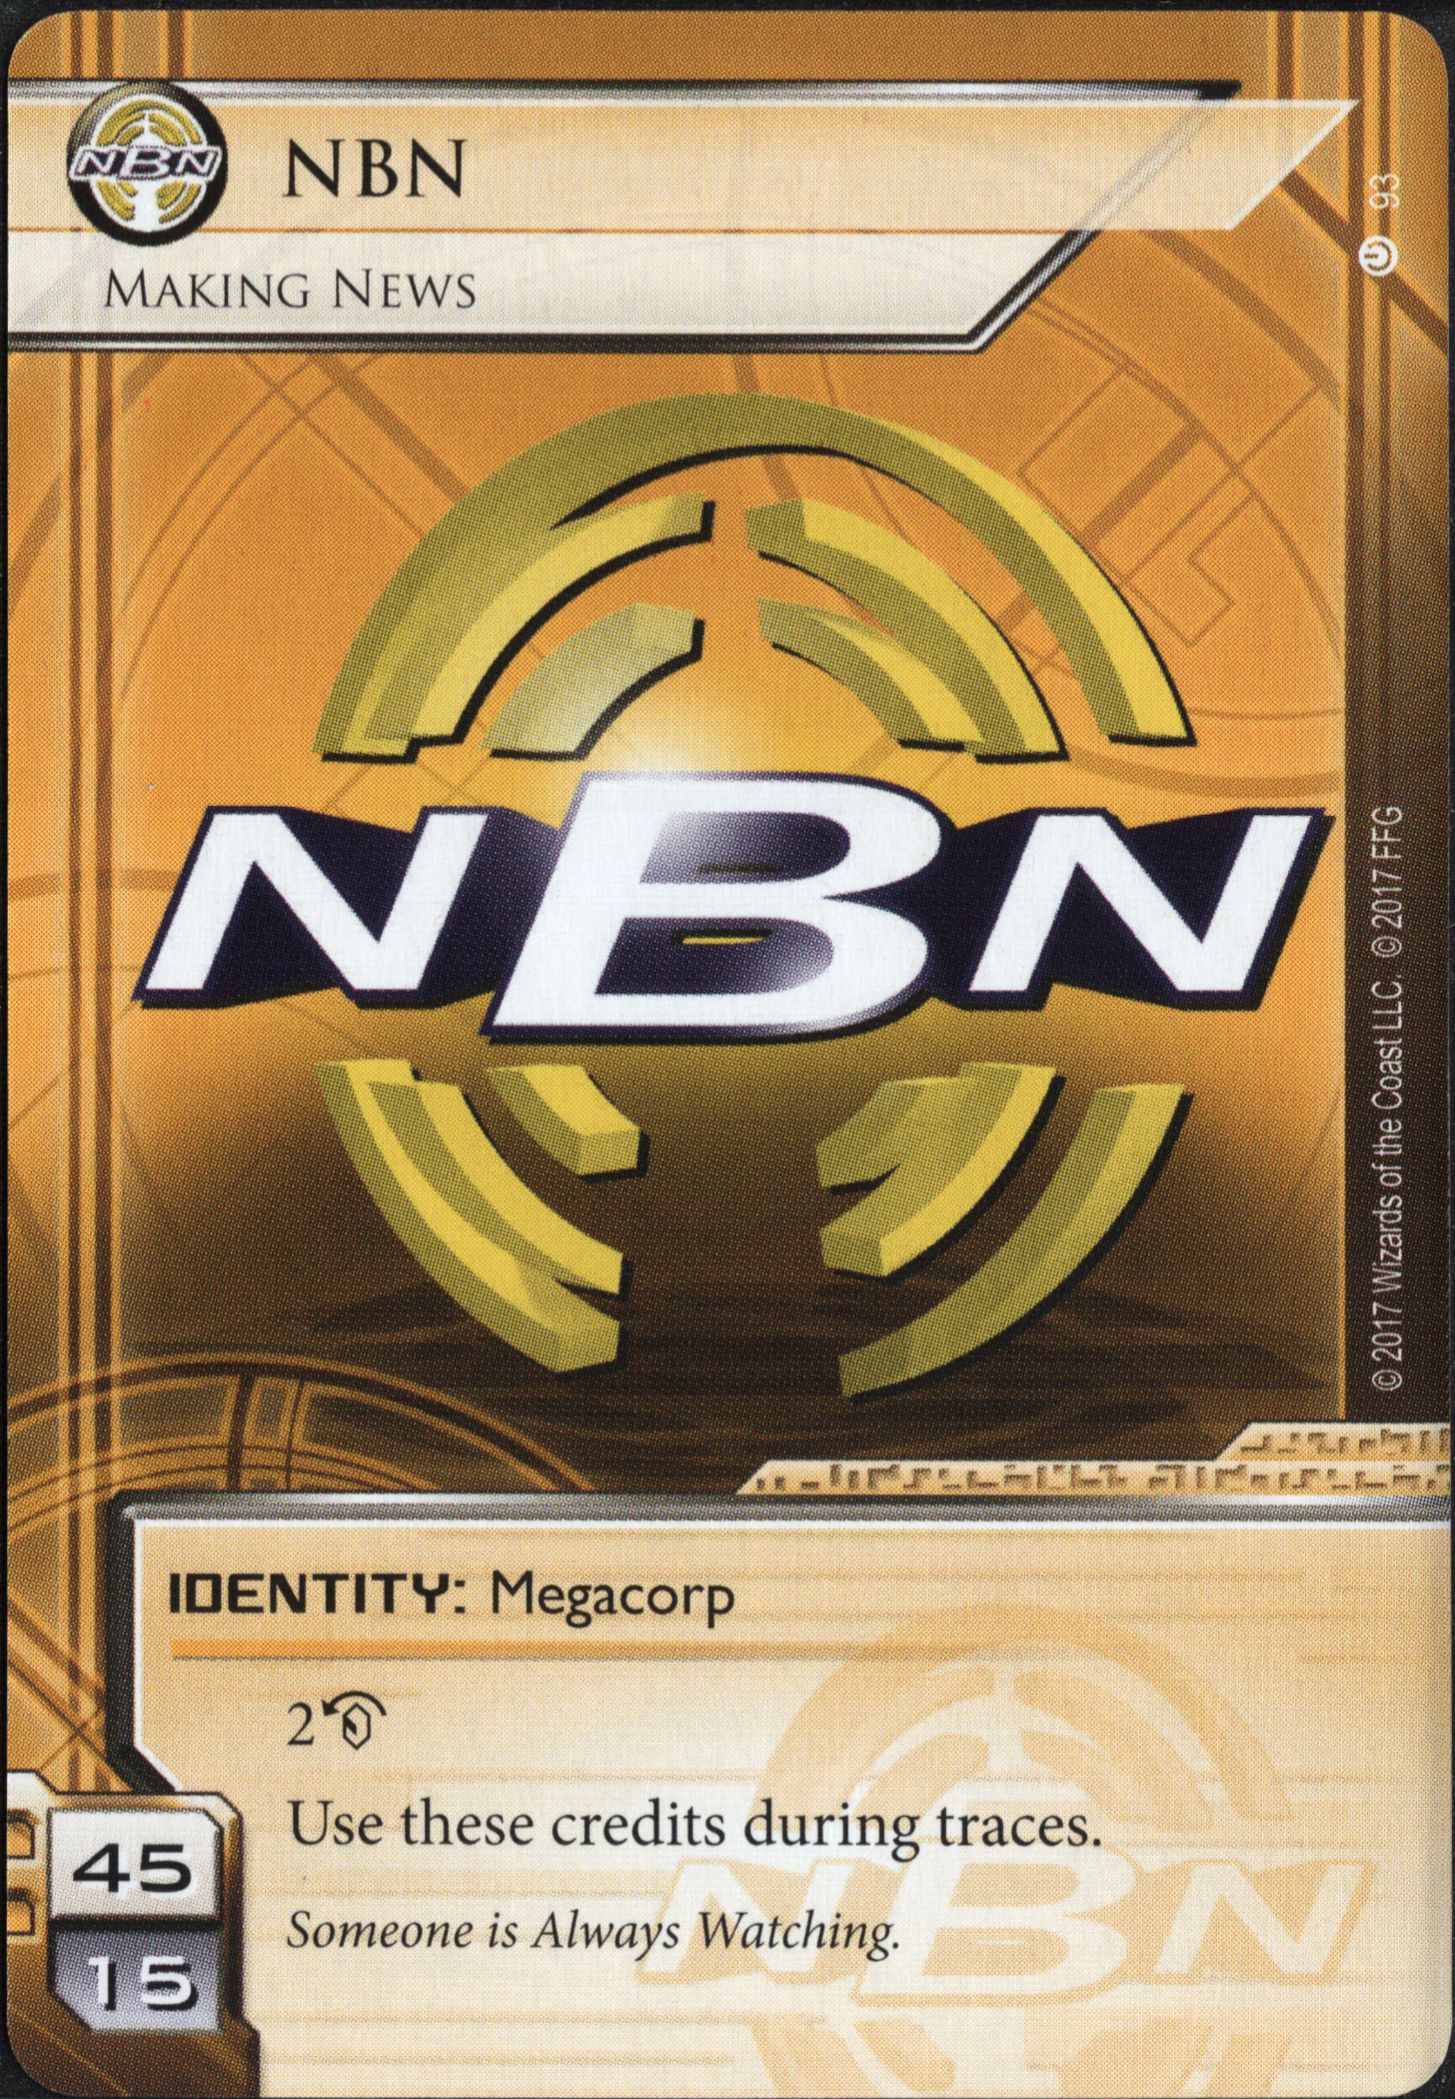 NBN
NBN
MAKING NEWS
93
NBN
© 2017 Wizards of the Coast LLC. © 2017 FFG
IDENTITY: Megacorp
2
Use these credits during traces.
Someone is Always Watching.
NBN
45
15